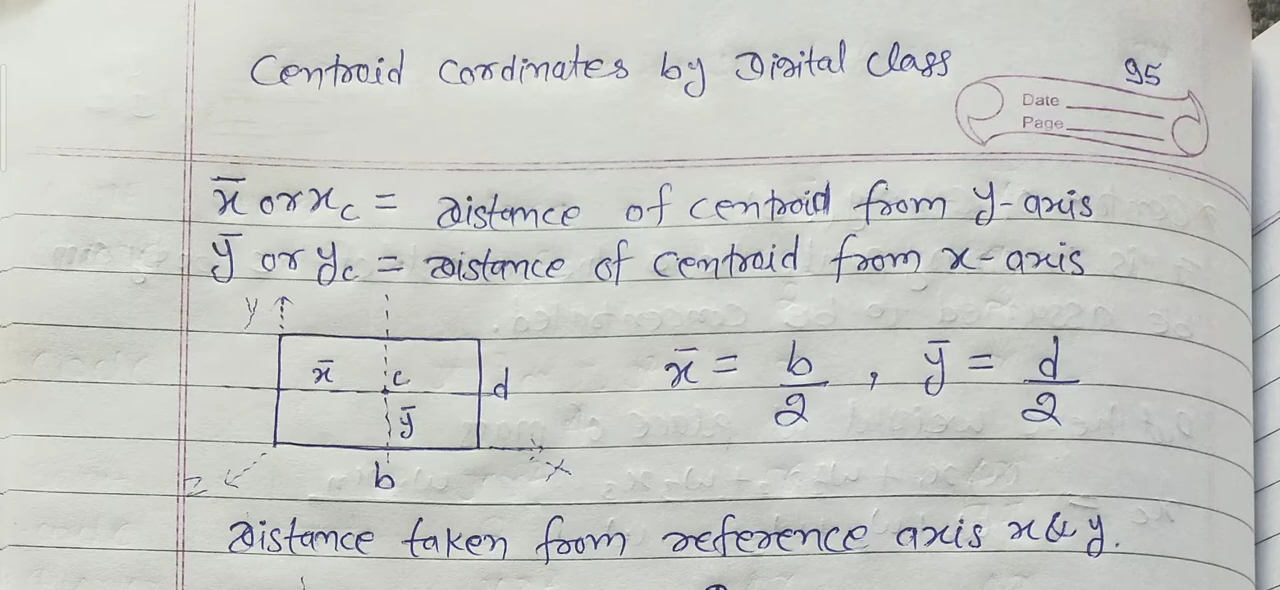 Centroid cordinates by Digital class
95
Date
Page
x̄ or xc = Distance of centroid from y-axis
ȳ or yc = Distance of centroid from x-axis
y
x̄ c d
ȳ
x̄ = b/2 , ȳ = d/2
z b x
Distance taken from reference axis x & y.